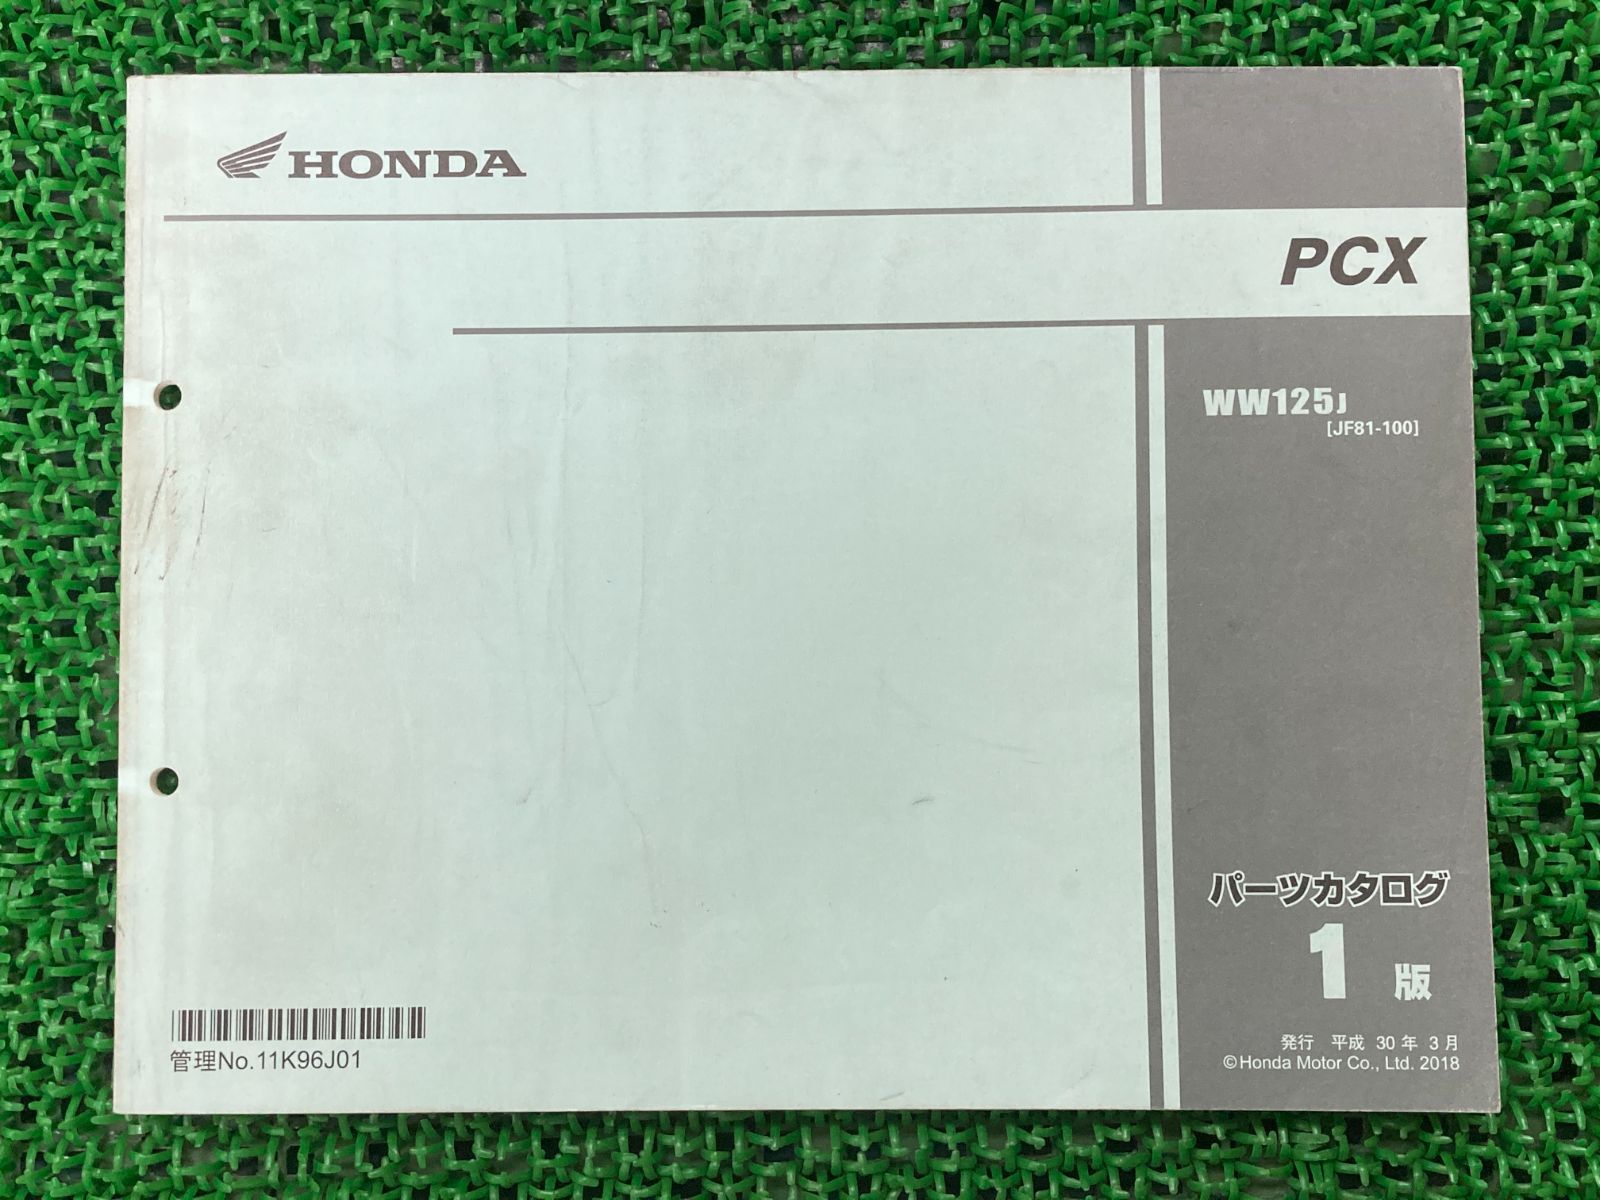 HONDA
PCX
WW125J
[JF81-100]
パーツカタログ
1 版
発行 平成 30 年 3 月
©Honda Motor Co., Ltd. 2018
管理No.11K96J01